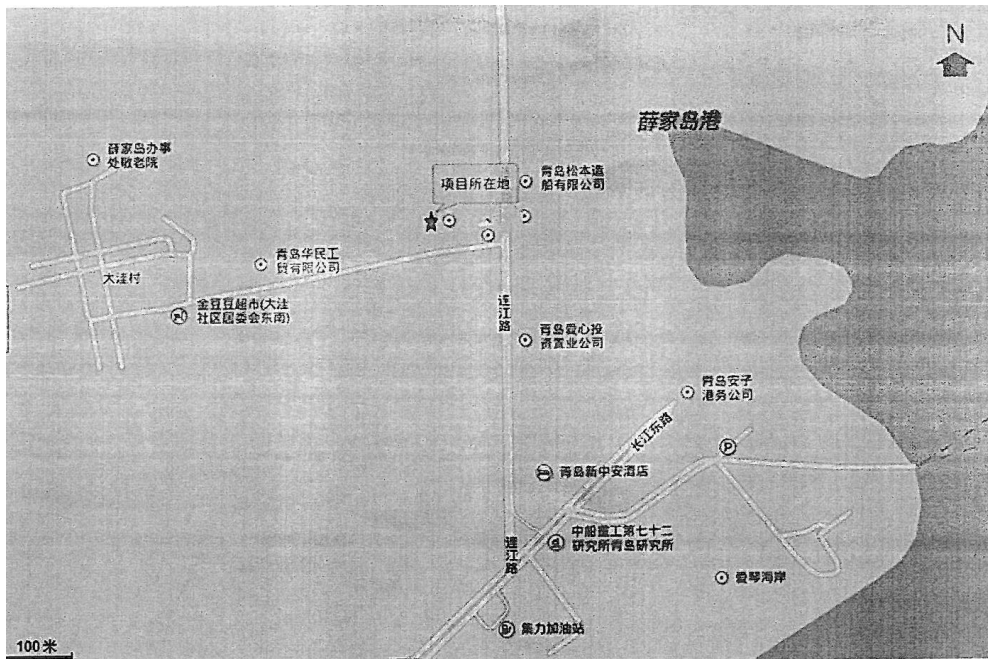 N
薛家岛港
薛家岛办事
处敬老院
项目所在地
青岛松本造
船有限公司
青岛华民工
贸有限公司
大洼村
金豆豆超市(大洼
社区居委会东南)
连江路
青岛爱心投
资置业公司
青岛安子
港务公司
长江东路
P
青岛新中安酒店
中船重工第七十二
研究所青岛研究所
连江路
爱琴海岸
集力加油站
100米